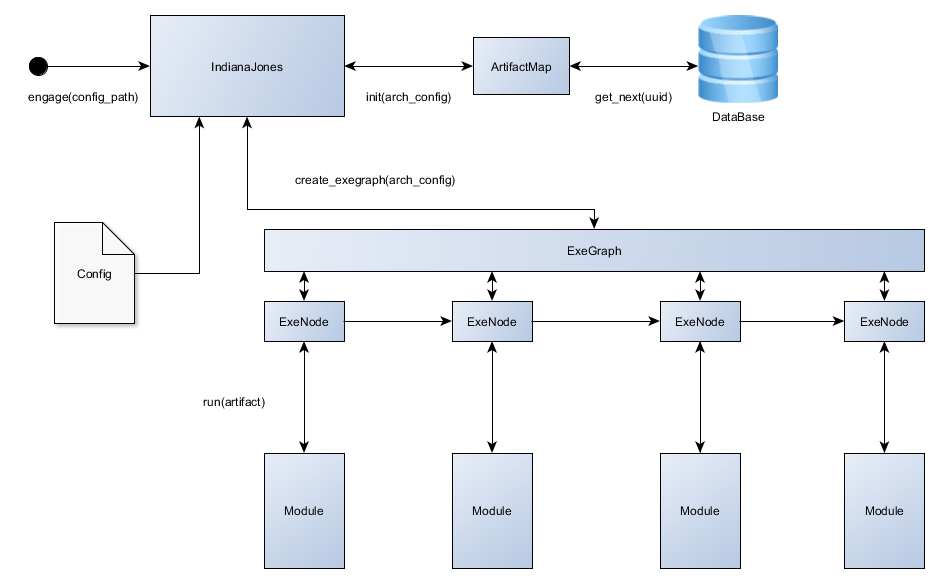 IndianaJones
ArtifactMap
engage(config_path)
init(arch_config)
get_next(uuid)
DataBase
create_exegraph(arch_config)
ExeGraph
Config
ExeNode
ExeNode
ExeNode
ExeNode
run(artifact)
Module
Module
Module
Module